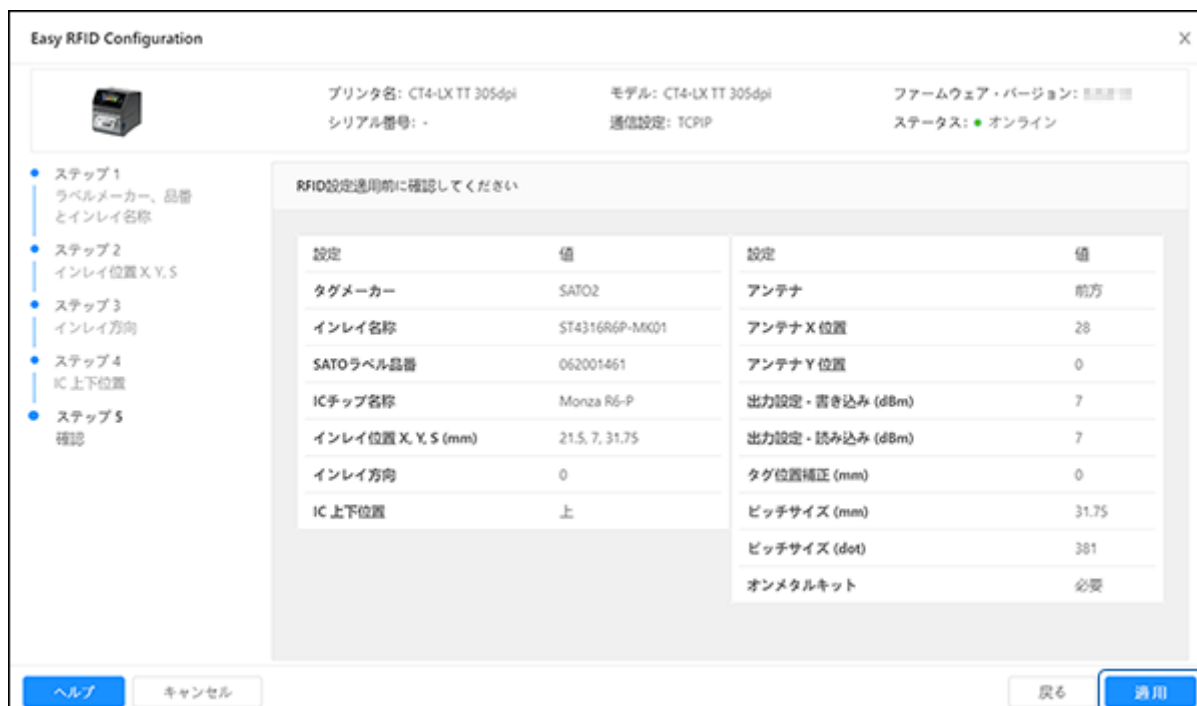 Easy RFID Configuration
プリンタ名: CT4-LX TT 305dpi モデル: CT4-LX TT 305dpi ファームウェア・バージョン:
シリアル番号: - 通信設定: TCPIP ステータス: オンライン
ステップ 1
ラベルメーカー、品番
とインレイ名称
ステップ 2
インレイ位置 X, Y, S
ステップ 3
インレイ方向
ステップ 4
IC 上下位置
ステップ 5
確認
RFID設定適用前に確認してください
設定 値
タグメーカー SATO2
インレイ名称 ST4316R6P-MK01
SATOラベル品番 062001461
ICチップ名称 Monza R6-P
インレイ位置 X, Y, S (mm) 21.5, 7, 31.75
インレイ方向 0
IC 上下位置 上
設定 値
アンテナ 前方
アンテナ X 位置 28
アンテナ Y 位置 0
出力設定 - 書き込み (dBm) 7
出力設定 - 読み込み (dBm) 7
タグ位置補正 (mm) 0
ピッチサイズ (mm) 31.75
ピッチサイズ (dot) 381
オンメタルキット 必要
ヘルプ キャンセル 戻る 適用